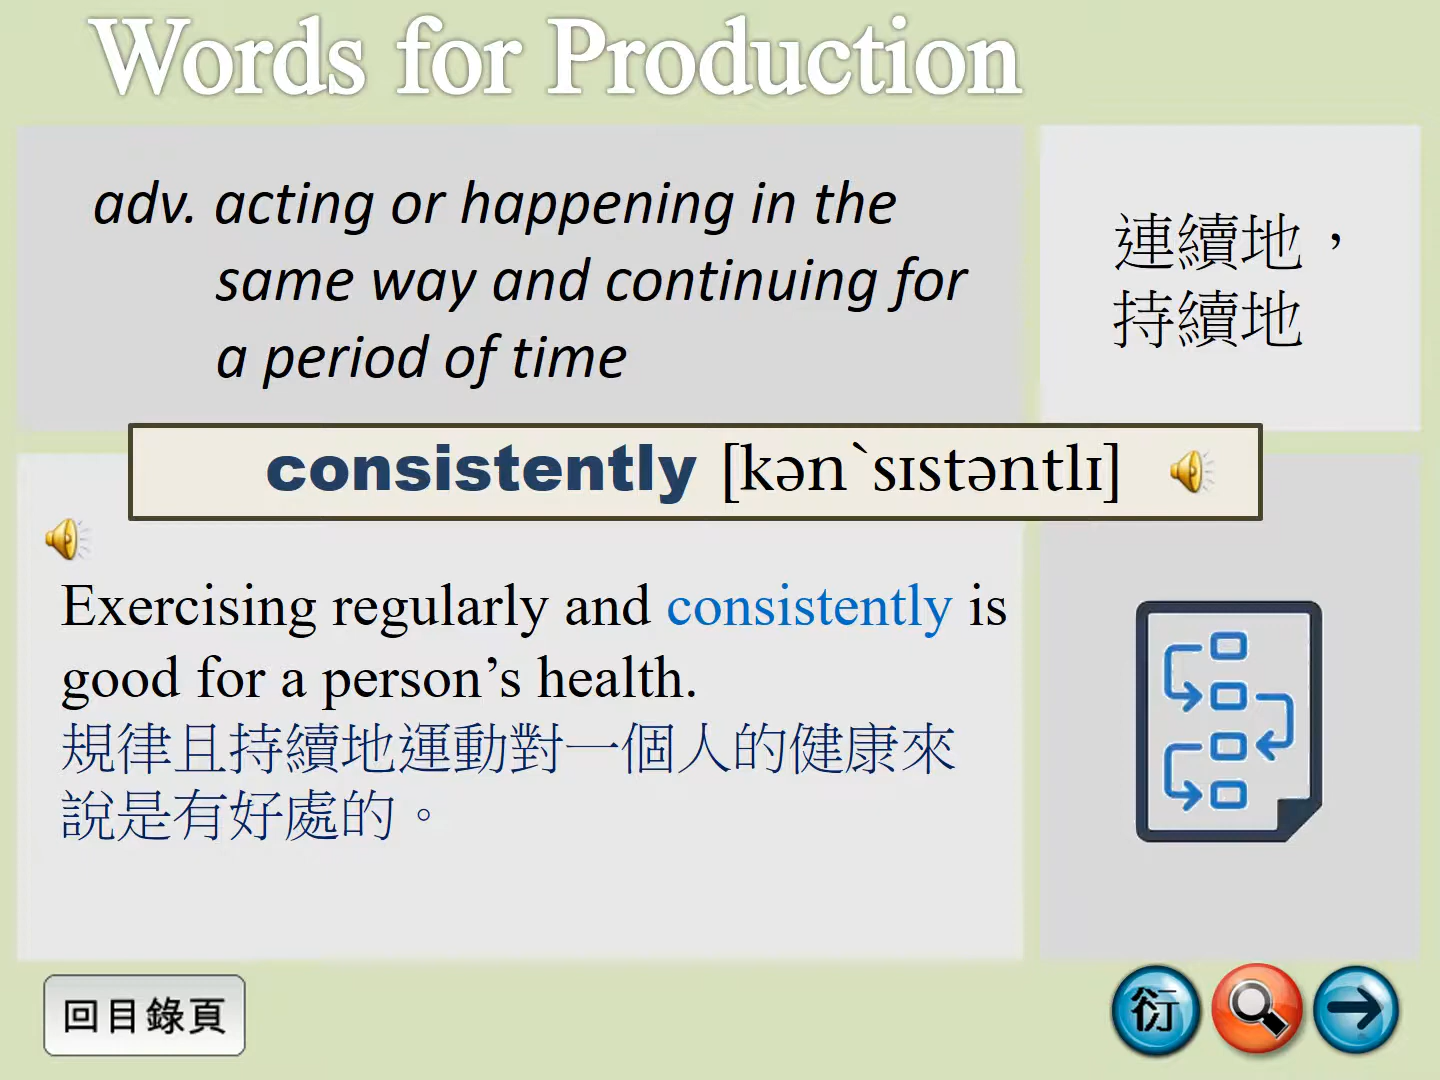 Words for Production
adv. acting or happening in the
same way and continuing for
a period of time
連續地，
持續地
consistently [kən`sɪstəntlɪ]
Exercising regularly and consistently is
good for a person’s health.
規律且持續地運動對一個人的健康來
說是有好處的。
回目錄頁
衍